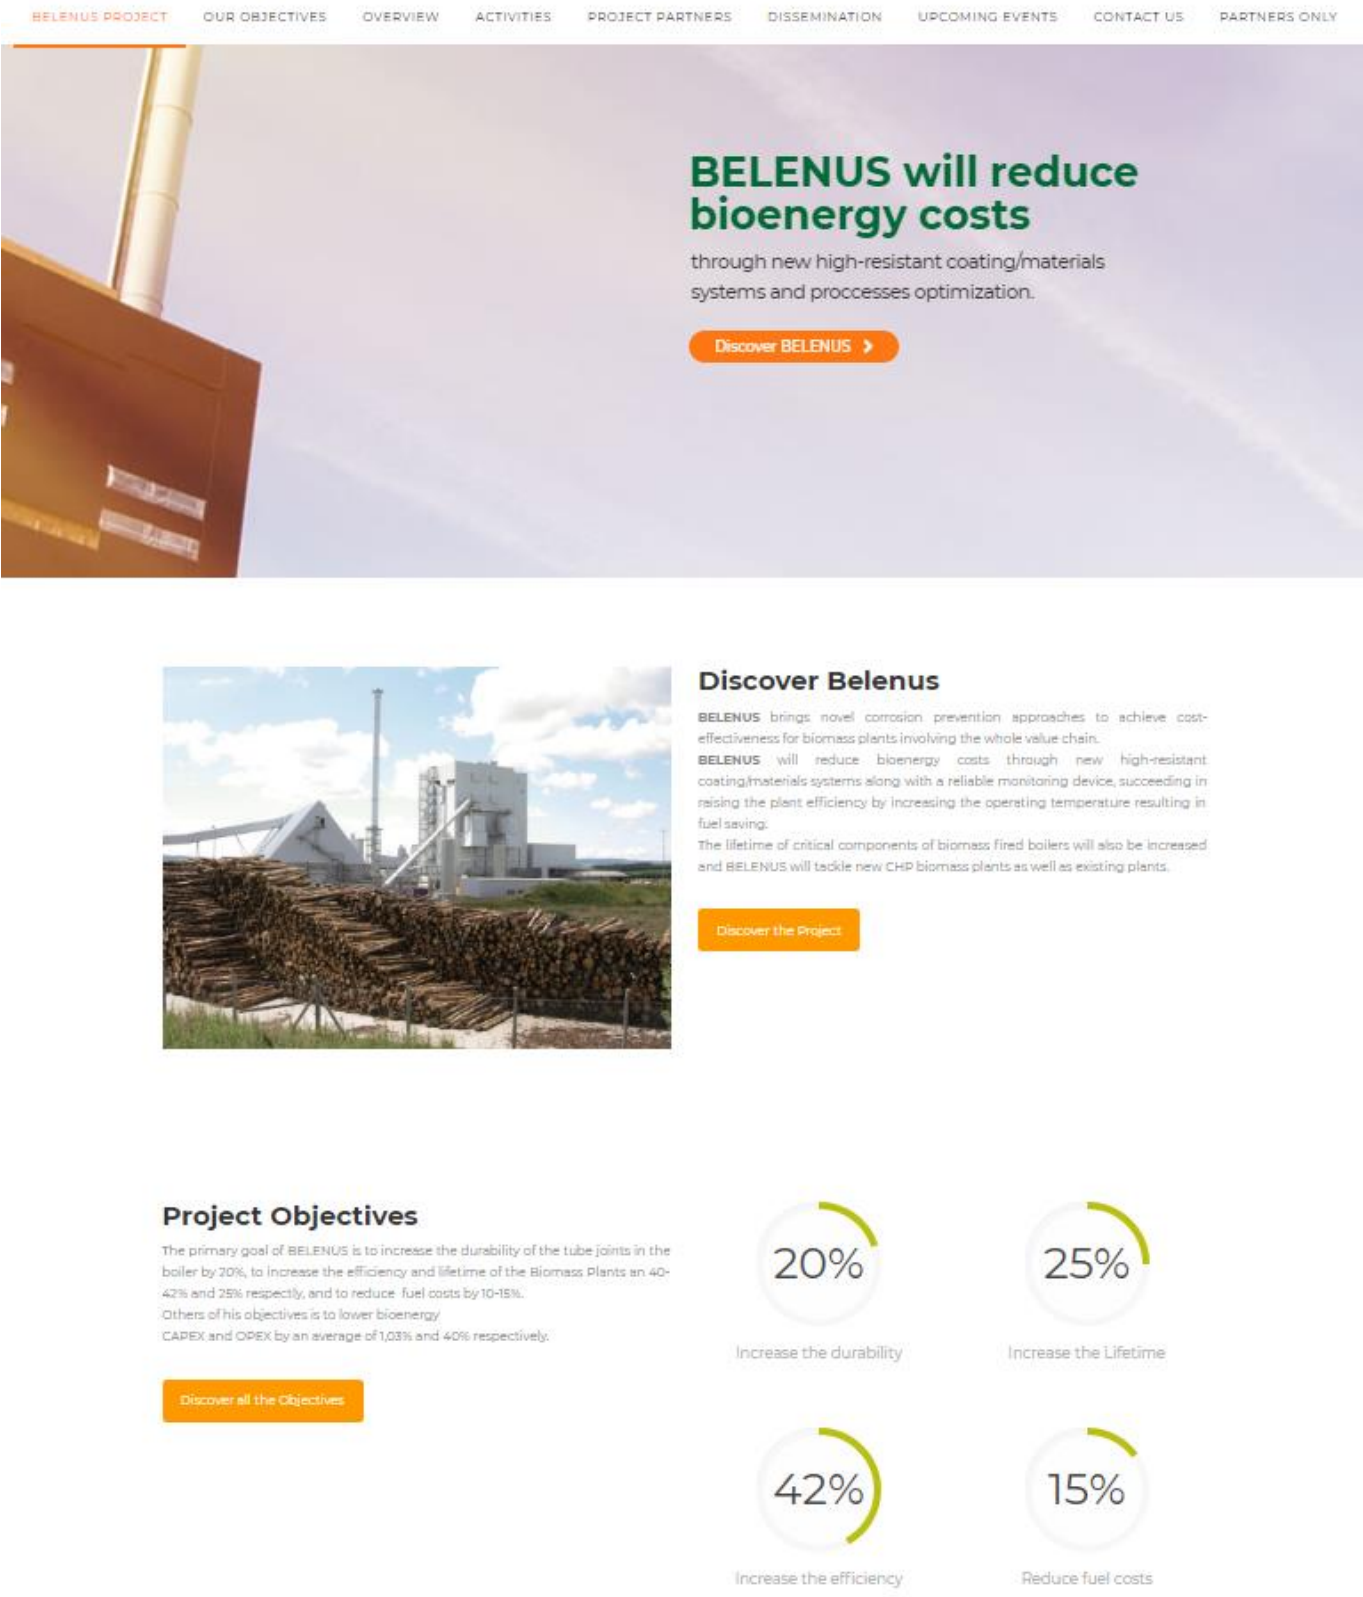 BELENUS PROJECT OUR OBJECTIVES OVERVIEW ACTIVITIES PROJECT PARTNERS DISSEMINATION UPCOMING EVENTS CONTACT US PARTNERS ONLY
BELENUS will reduce
bioenergy costs
through new high-resistant coating/materials
systems and proccesses optimization.
Discover BELENUS
Discover Belenus
BELENUS brings novel corrosion prevention approaches to achieve cost-
effectiveness for biomass plants involving the whole value chain.
BELENUS will reduce bioenergy costs through new high-resistant
coating/materials systems along with a reliable monitoring device, succeeding in
raising the plant efficiency by increasing the operating temperature resulting in
fuel saving.
The lifetime of critical components of biomass fired boilers will also be increased
and BELENUS will tackle new CHP biomass plants as well as existing plants.
Discover the Project
Project Objectives
The primary goal of BELENUS is to increase the durability of the tube joints in the
boiler by 20%, to increase the efficiency and lifetime of the Biomass Plants an 40-
42% and 25% respectly, and to reduce fuel costs by 10-15%.
Others of his objectives is to lower bioenergy
CAPEX and OPEX by an average of 1,03% and 40% respectively.
Discover all the Objectives
20% 25%
Increase the durability Increase the Lifetime
42% 15%
Increase the efficiency Reduce fuel costs